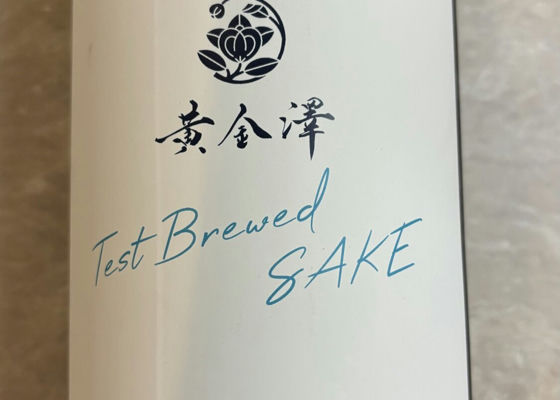 黄金澤
Test Brewed
SAKE